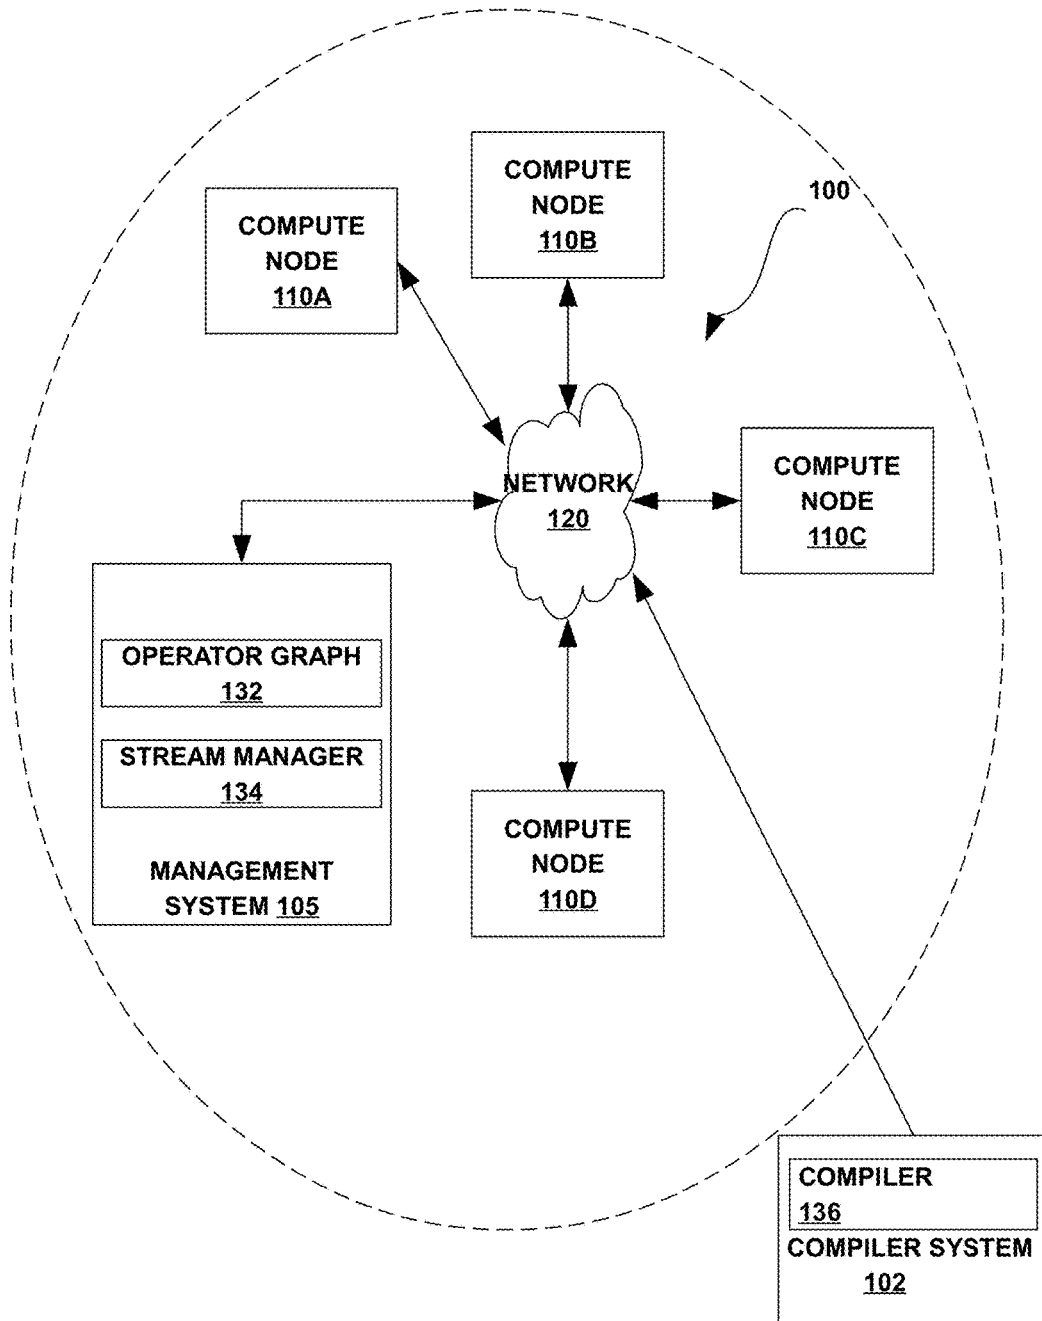 COMPUTE
NODE
110B
100
COMPUTE
NODE
110A
COMPUTE
NODE
110C
NETWORK
120
OPERATOR GRAPH
132
STREAM MANAGER
134
MANAGEMENT
SYSTEM 105
COMPUTE
NODE
110D
COMPILER
136
COMPILER SYSTEM
102